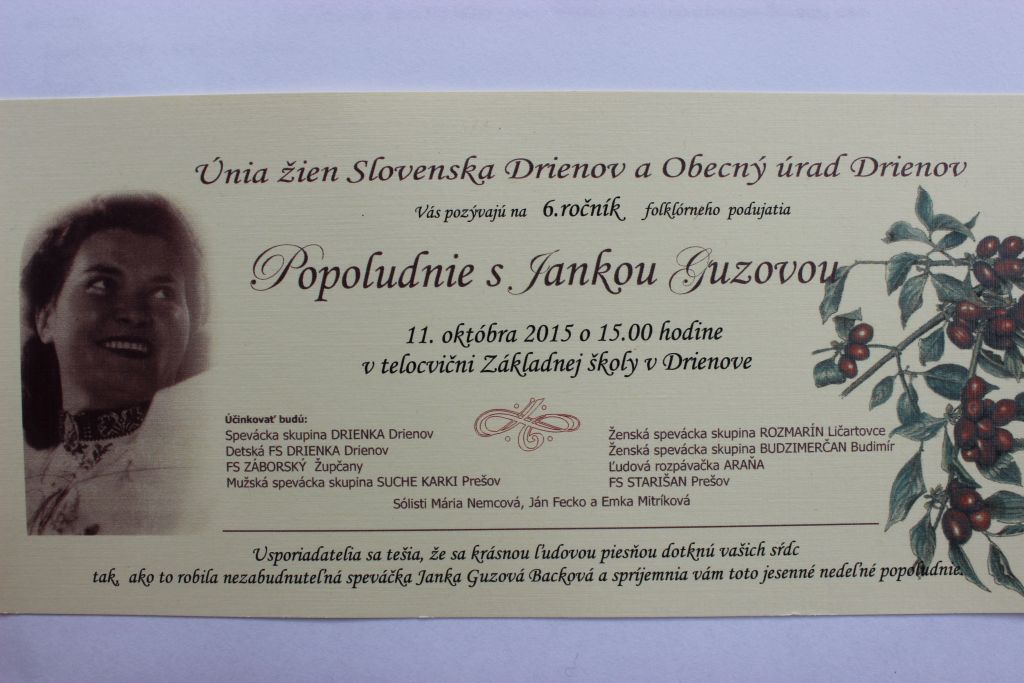 Únia žien Slovenska Drienov a Obecný úrad Drienov
Vás pozývajú na 6.ročník folklórneho podujatia
Popoludnie s Jankou Guzovou
11. októbra 2015 o 15.00 hodine
v telocvični Základnej školy v Drienove
Účinkovať budú:
Spevácka skupina DRIENKA Drienov
Detská FS DRIENKA Drienov
FS ZÁBORSKÝ Župčany
Mužská spevácka skupina SUCHE KARKI Prešov
Ženská spevácka skupina ROZMARÍN Ličartovce
Ženská spevácka skupina BUDZIMERČAN Budimír
Ľudová rozpávačka ARAŇA
FS STARIŠAN Prešov
Sólisti Mária Nemcová, Ján Fecko a Emka Mitríková
Usporiadatelia sa tešia, že sa krásnou ľudovou piesňou dotknú vašich sŕdc
tak, ako to robila nezabudnuteľná speváčka Janka Guzová Backová a spríjemnia vám toto jesenné nedeľné popoludnie.